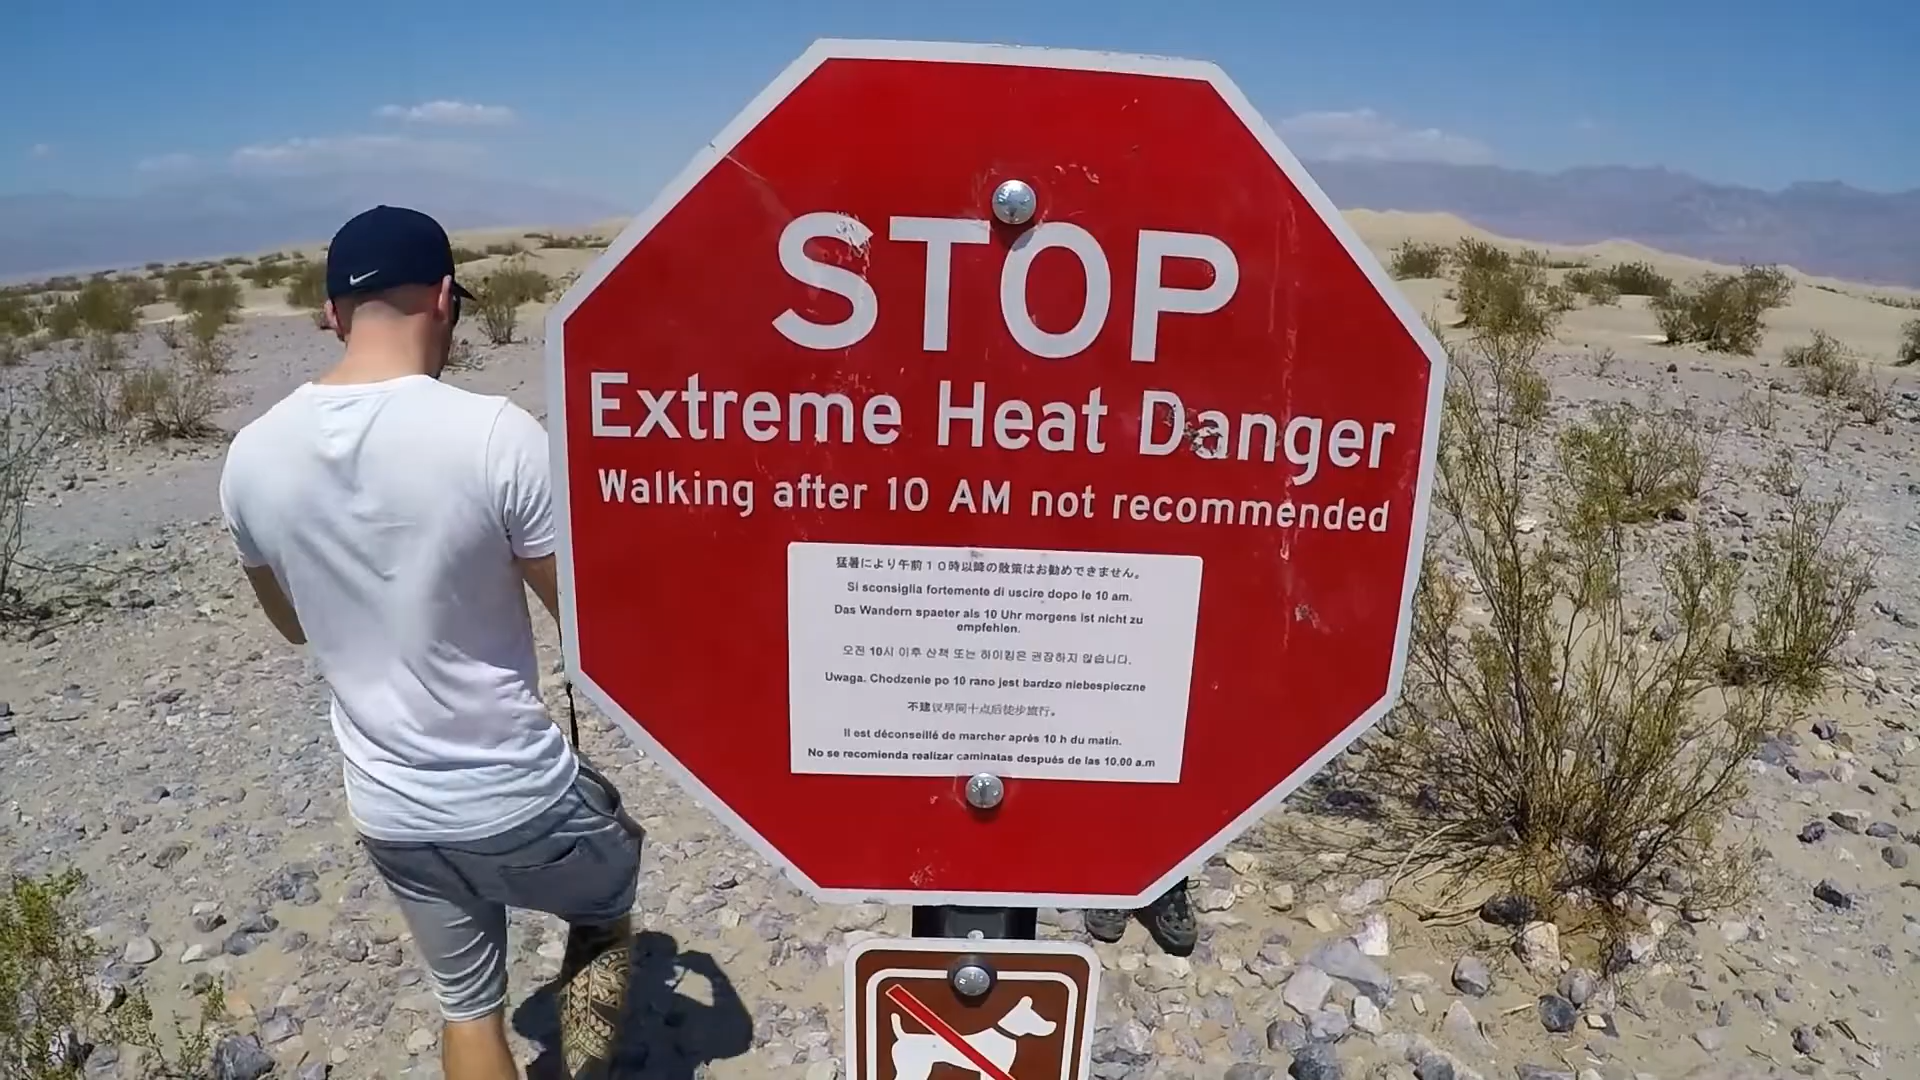 STOP
Extreme Heat Danger
Walking after 10 AM not recommended
猛暑により午前10時以降の散策はお勧めできません。
Si sconsiglia fortemente di uscire dopo le 10 am.
Das Wandern spaeter als 10 Uhr morgens ist nicht zu
empfehlen.
오전 10시 이후 산책 또는 하이킹은 권장하지 않습니다.
Uwaga. Chodzenie po 10 rano jest bardzo niebespieczne
不建议早间十点后徒步旅行。
Il est déconseillé de marcher après 10 h du matin.
No se recomienda realizar caminatas después de las 10.00 a.m